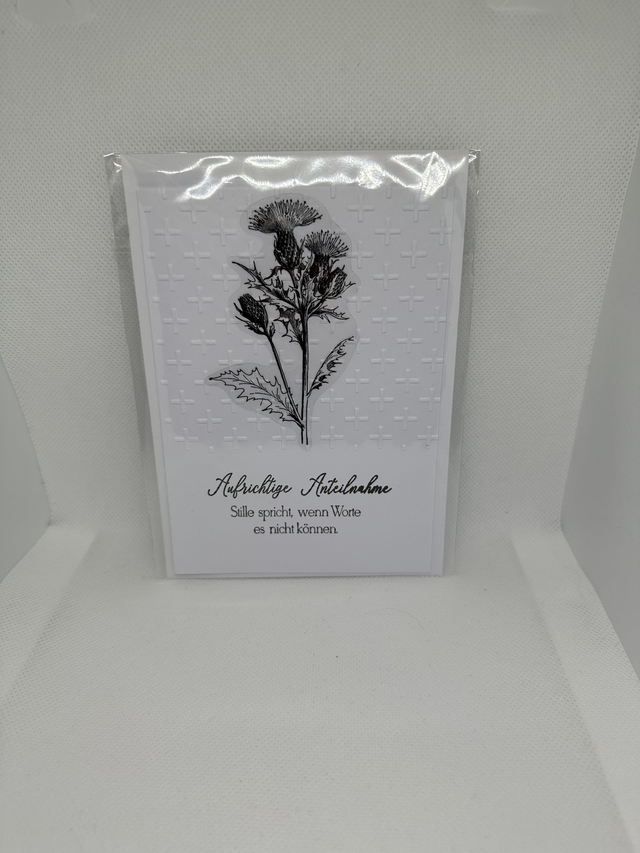 Aufrichtige Anteilnahme
Stille spricht, wenn Worte
es nicht können.